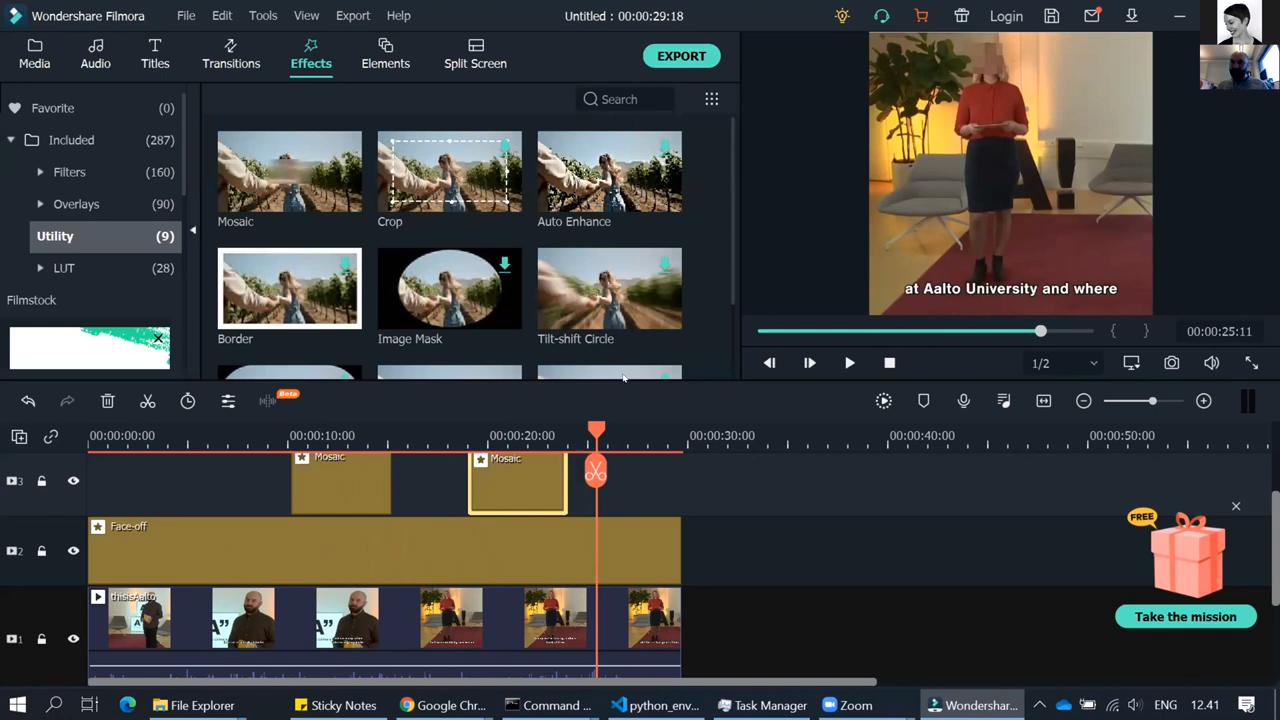 Wondershare Filmora File Edit Tools View Export Help Untitled : 00:00:29:18 Login
Media Audio Titles Transitions Effects Elements Split Screen EXPORT
Favorite (0)
Search
Included (287)
Filters (160)
Overlays (90)
Utility (9)
LUT (28)
Filmstock
Mosaic Crop Auto Enhance
Border Image Mask Tilt-shift Circle
at Aalto University and where
{ } 00:00:25:11
1/2
Beta
00:00:00:00 00:00:10:00 00:00:20:00 00:00:30:00 00:00:40:00 00:00:50:00
3 Mosaic Mosaic
2 Face-off
1 thisisAalto
FREE
Take the mission
File Explorer Sticky Notes Google Chr... Command ... python_env... Task Manager Zoom Wondersh... ENG 12.41